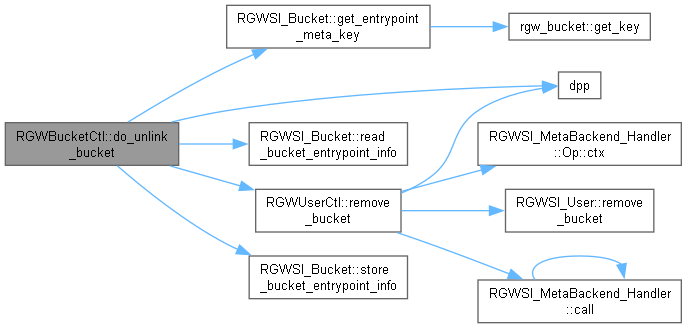 RGWBucketCtl::do_unlink
_bucket
RGWSI_Bucket::get_entrypoint
_meta_key
rgw_bucket::get_key
dpp
RGWSI_Bucket::read
_bucket_entrypoint_info
RGWUserCtl::remove
_bucket
RGWSI_Bucket::store
_bucket_entrypoint_info
RGWSI_MetaBackend_Handler
::Op::ctx
RGWSI_User::remove
_bucket
RGWSI_MetaBackend_Handler
::call